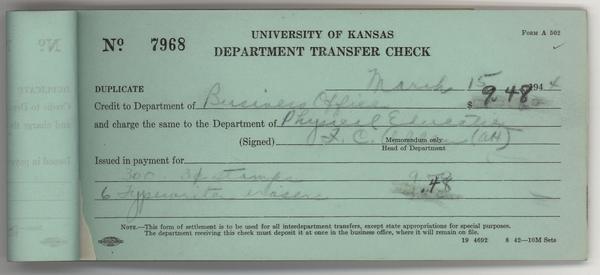 UNIVERSITY OF KANSAS
FORM A 502
No 7968
DEPARTMENT TRANSFER CHECK
DUPLICATE
March 15 1944
Credit to Department of Business Office $ 9.48
and charge the same to the Department of Physical Education
(Signed) F. C. Allen (AH)
Memorandum only
Head of Department
Issued in payment for
300 stamps 9.
6 Typewriter erasers .48
NOTE.—This form of settlement is to be used for all interdepartment transfers, except state appropriations for special purposes.
The department receiving this check must deposit it at once in the business office, where it will remain on file.
19 4692 8 42—10M Sets